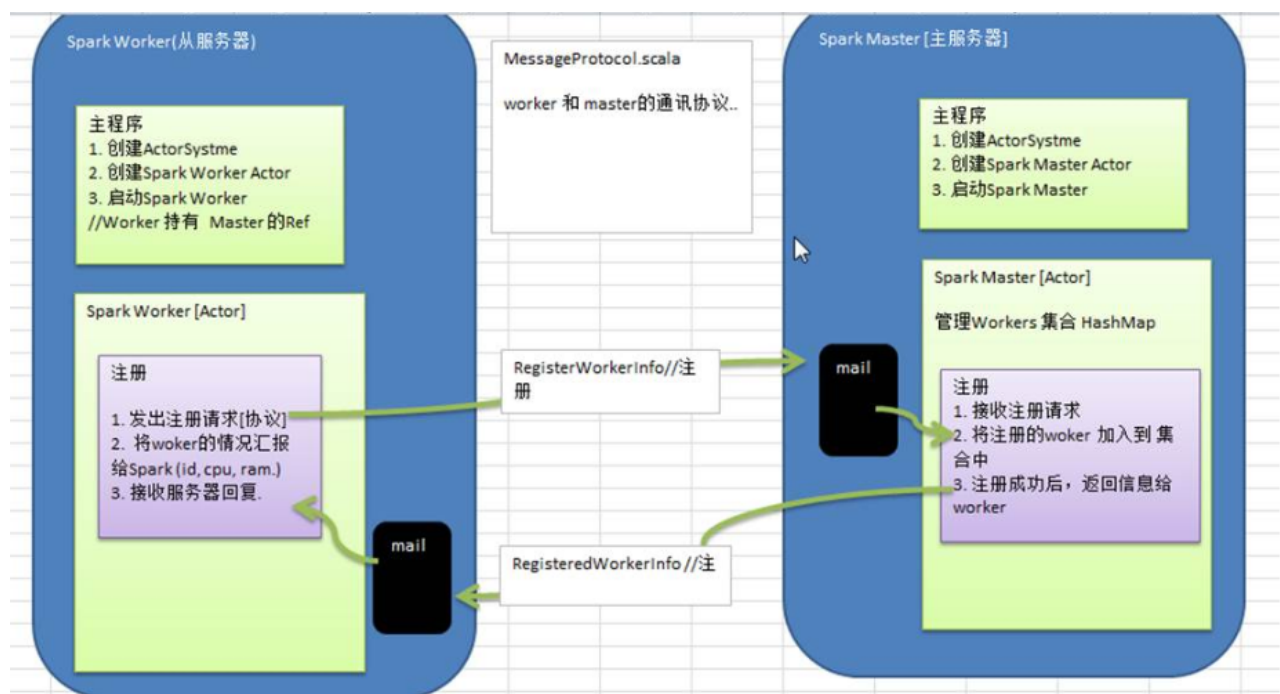 Spark Worker(从服务器)
主程序
1. 创建ActorSystme
2. 创建Spark Worker Actor
3. 启动Spark Worker
//Worker 持有 Master 的Ref
Spark Worker [Actor]
注册
1. 发出注册请求[协议]
2. 将woker的情况汇报
给Spark (id, cpu, ram.)
3. 接收服务器回复.
mail
MessageProtocol.scala
worker 和 master的通讯协议..
RegisterWorkerInfo//注
册
RegisteredWorkerInfo //注
Spark Master [主服务器]
主程序
1. 创建ActorSystme
2. 创建Spark Master Actor
3. 启动Spark Master
Spark Master [Actor]
管理Workers 集合 HashMap
mail
注册
1. 接收注册请求
2. 将注册的woker 加入到 集
合中
3. 注册成功后，返回信息给
worker